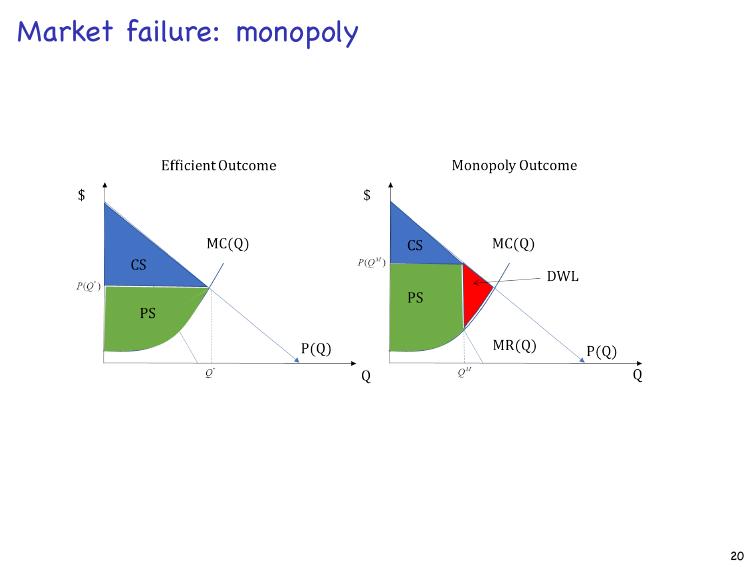 Market failure: monopoly
Efficient Outcome
$
MC(Q)
CS
P(Q*)
PS
P(Q)
Q*
Q
Monopoly Outcome
$
MC(Q)
CS
P(Q^M)
DWL
PS
MR(Q)
P(Q)
Q^M
Q
20